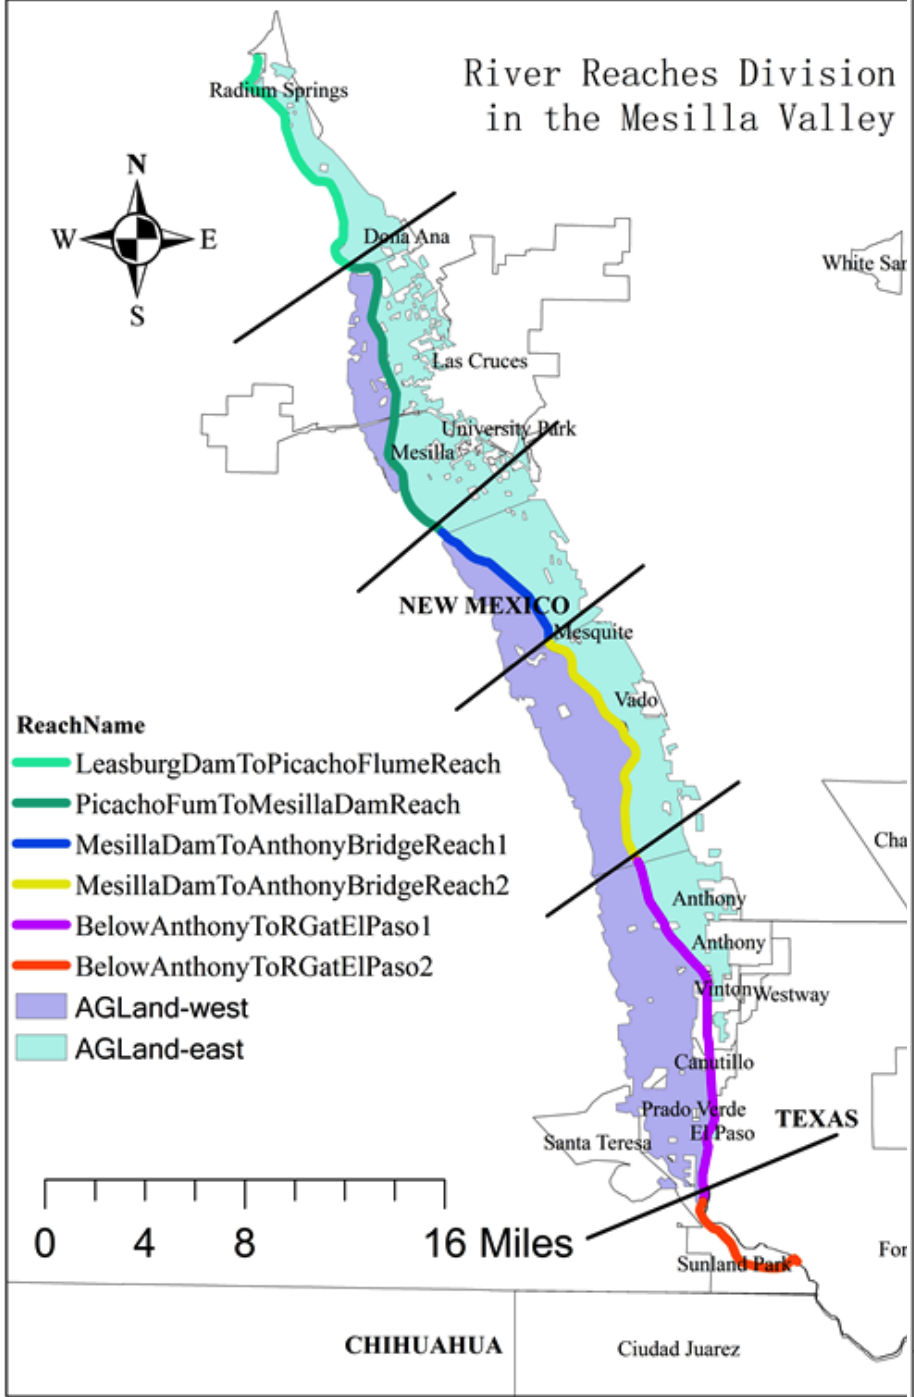 River Reaches Division
in the Mesilla Valley
Radium Springs
N
W
E
S
Dona Ana
White Sar
Las Cruces
University Park
Mesilla
NEW MEXICO
Mesquite
Vado
ReachName
LeasburgDamToPicachoFlumeReach
PicachoFumToMesillaDamReach
MesillaDamToAnthonyBridgeReach1
MesillaDamToAnthonyBridgeReach2
BelowAnthonyToRGatElPaso1
BelowAnthonyToRGatElPaso2
AGLand-west
AGLand-east
Cha
Anthony
Anthony
Vinton
Westway
Canutillo
Prado Verde
TEXAS
El Paso
Santa Teresa
0 4 8 16 Miles
For
Sunland Park
CHIHUAHUA
Ciudad Juarez